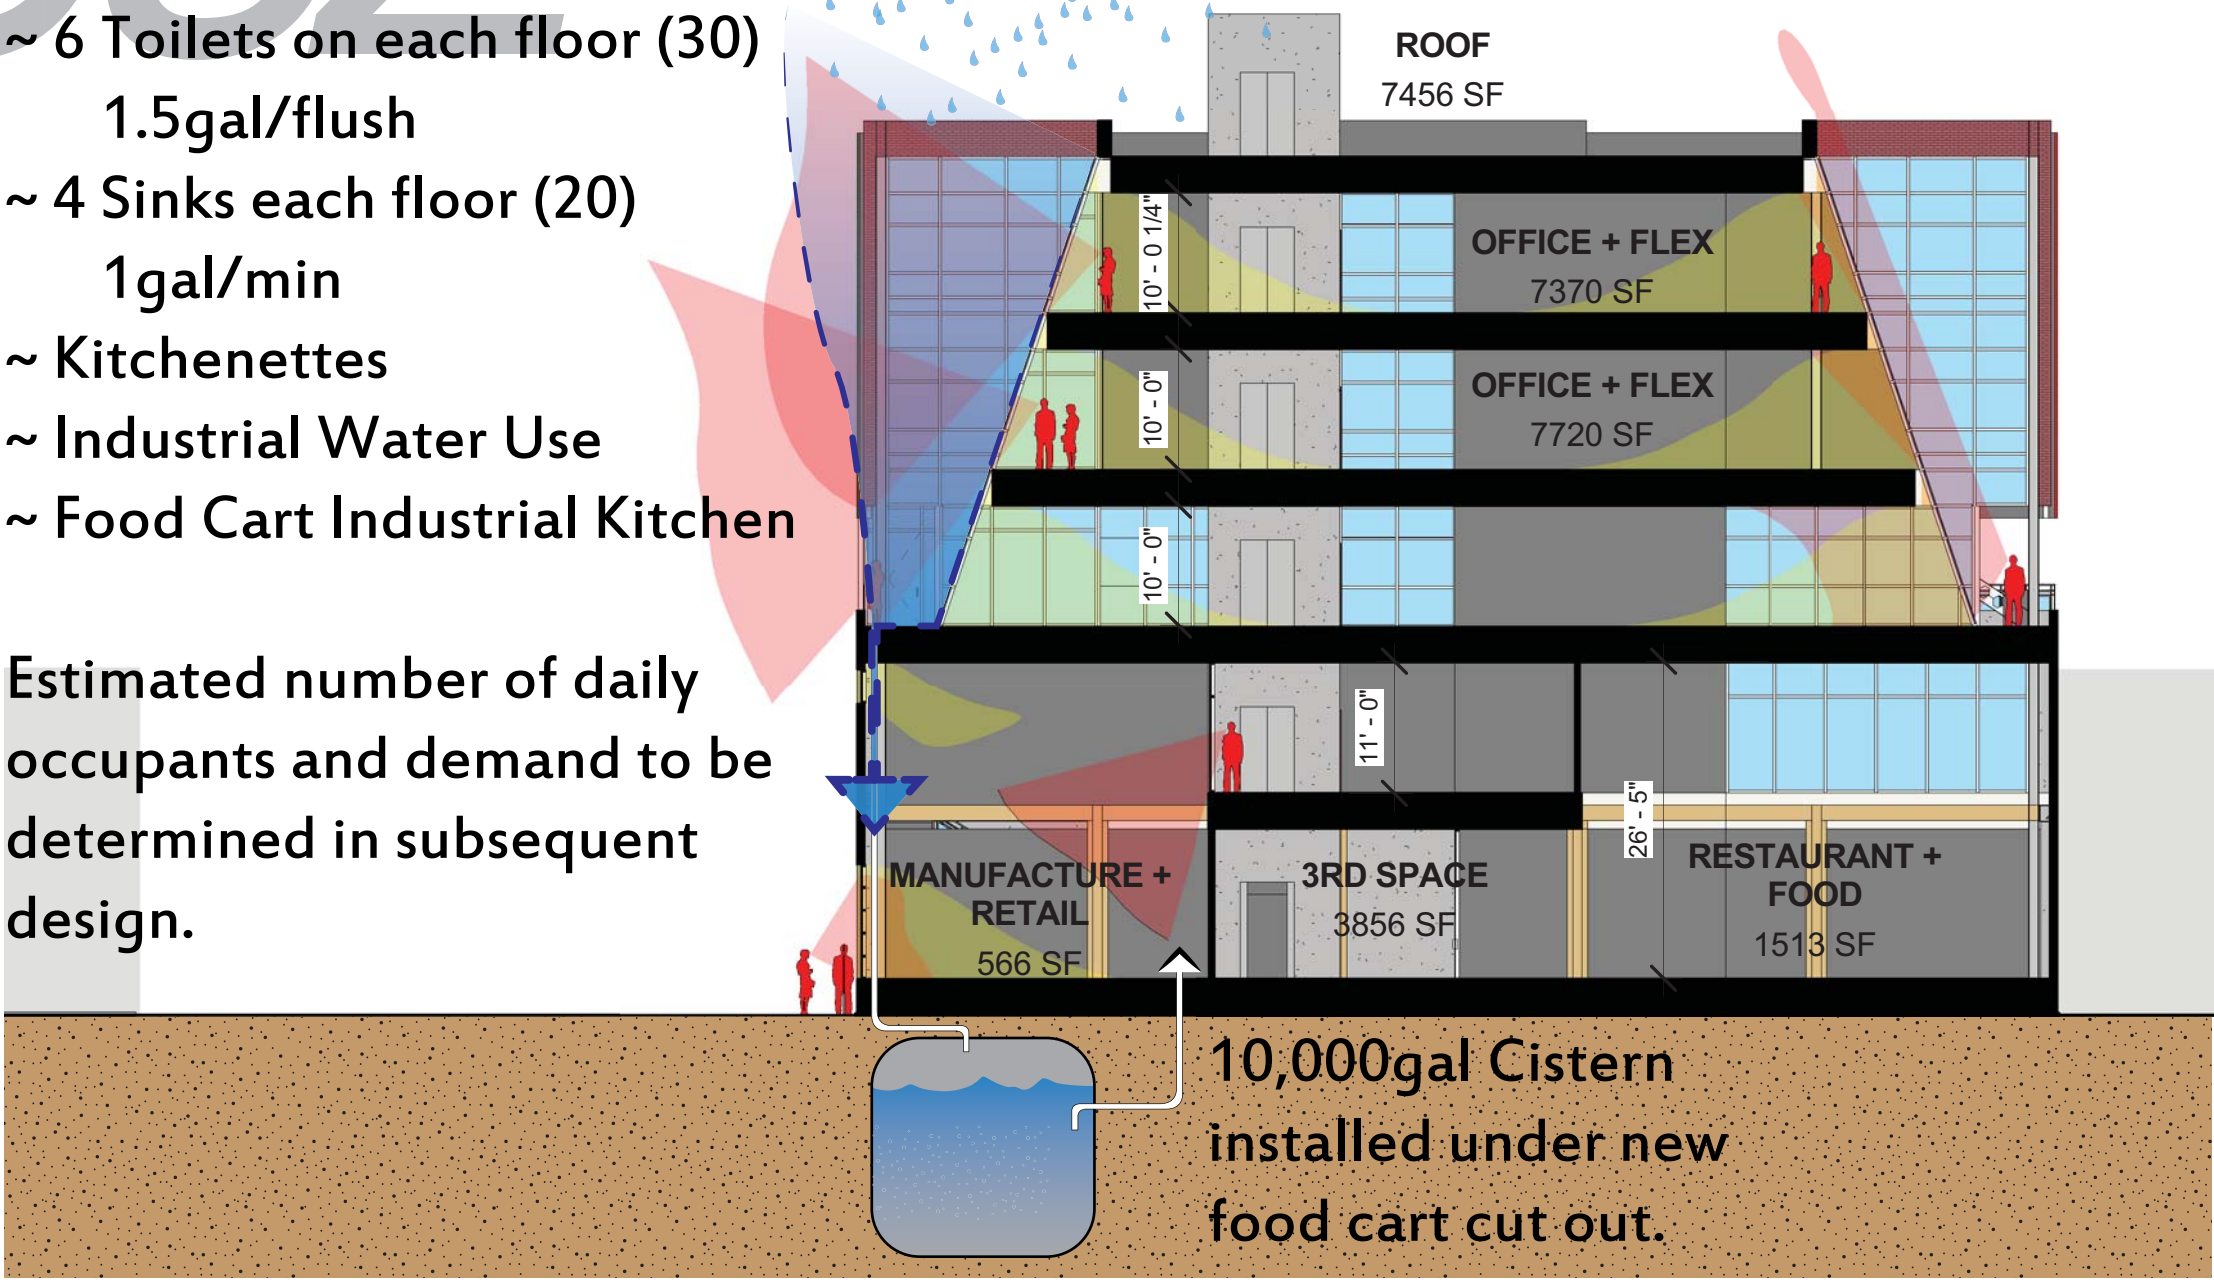 ~ 6 Toilets on each floor (30)
1.5gal/flush
~ 4 Sinks each floor (20)
1gal/min
~ Kitchenettes
~ Industrial Water Use
~ Food Cart Industrial Kitchen
Estimated number of daily
occupants and demand to be
determined in subsequent
design.
ROOF
7456 SF
10' - 0 1/4"
OFFICE + FLEX
7370 SF
10' - 0"
OFFICE + FLEX
7720 SF
10' - 0"
11' - 0"
26' - 5"
MANUFACTURE +
RETAIL
566 SF
3RD SPACE
3856 SF
RESTAURANT +
FOOD
1513 SF
10,000gal Cistern
installed under new
food cart cut out.